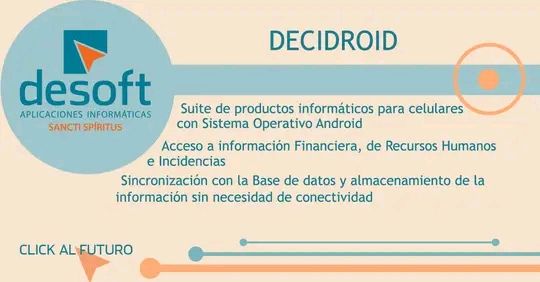 DECIDROID
desoft
APLICACIONES INFORMÁTICAS
SANCTI SPÍRITUS
Suite de productos informáticos para celulares
con Sistema Operativo Android
Acceso a información Financiera, de Recursos Humanos
e Incidencias
Sincronización con la Base de datos y almacenamiento de la
información sin necesidad de conectividad
CLICK AL FUTURO